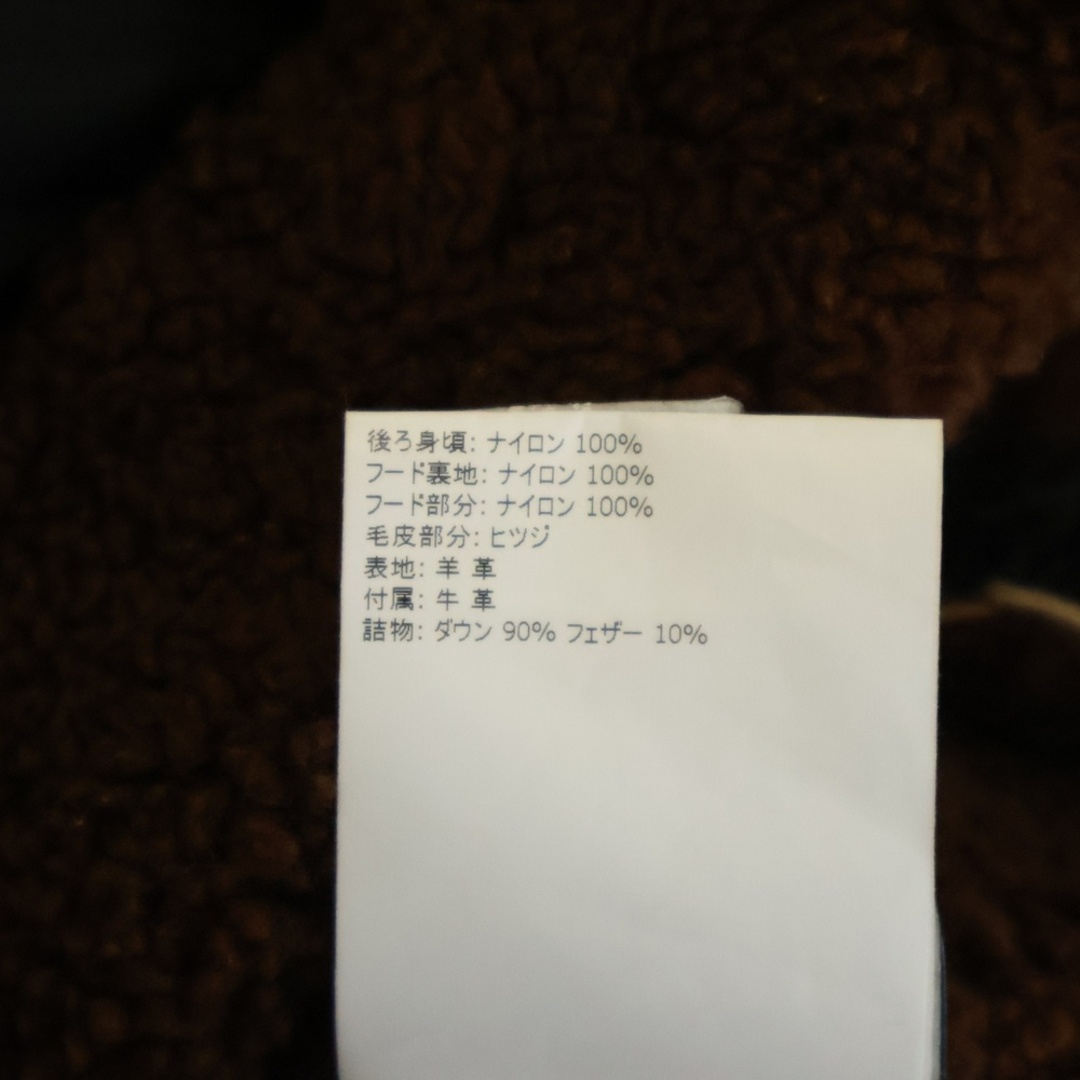 後ろ身頃: ナイロン 100%
フード裏地: ナイロン 100%
フード部分: ナイロン 100%
毛皮部分: ヒツジ
表地: 羊 革
付属: 牛 革
詰物: ダウン 90% フェザー 10%